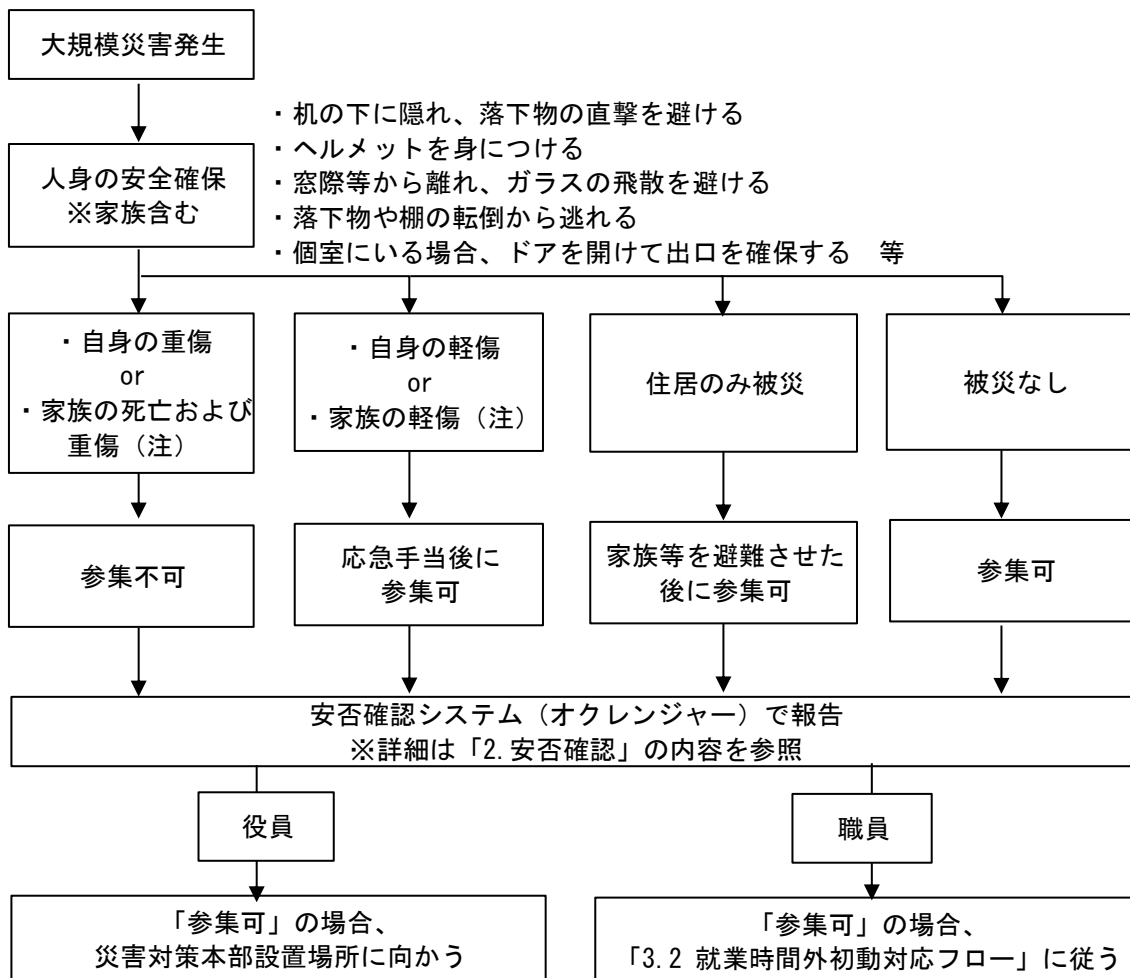 大規模災害発生
・机の下に隠れ、落下物の直撃を避ける
・ヘルメットを身につける
・窓際等から離れ、ガラスの飛散を避ける
・落下物や棚の転倒から逃れる
・個室にいる場合、ドアを開けて出口を確保する　等
人身の安全確保
※家族含む
・自身の重傷
or
・家族の死亡および
重傷（注）
・自身の軽傷
or
・家族の軽傷（注）
住居のみ被災
被災なし
参集不可
応急手当後に
参集可
家族等を避難させた
後に参集可
参集可
安否確認システム（オクレンジャー）で報告
※詳細は「2.安否確認」の内容を参照
役員
職員
「参集可」の場合、
災害対策本部設置場所に向かう
「参集可」の場合、
「3.2 就業時間外初動対応フロー」に従う